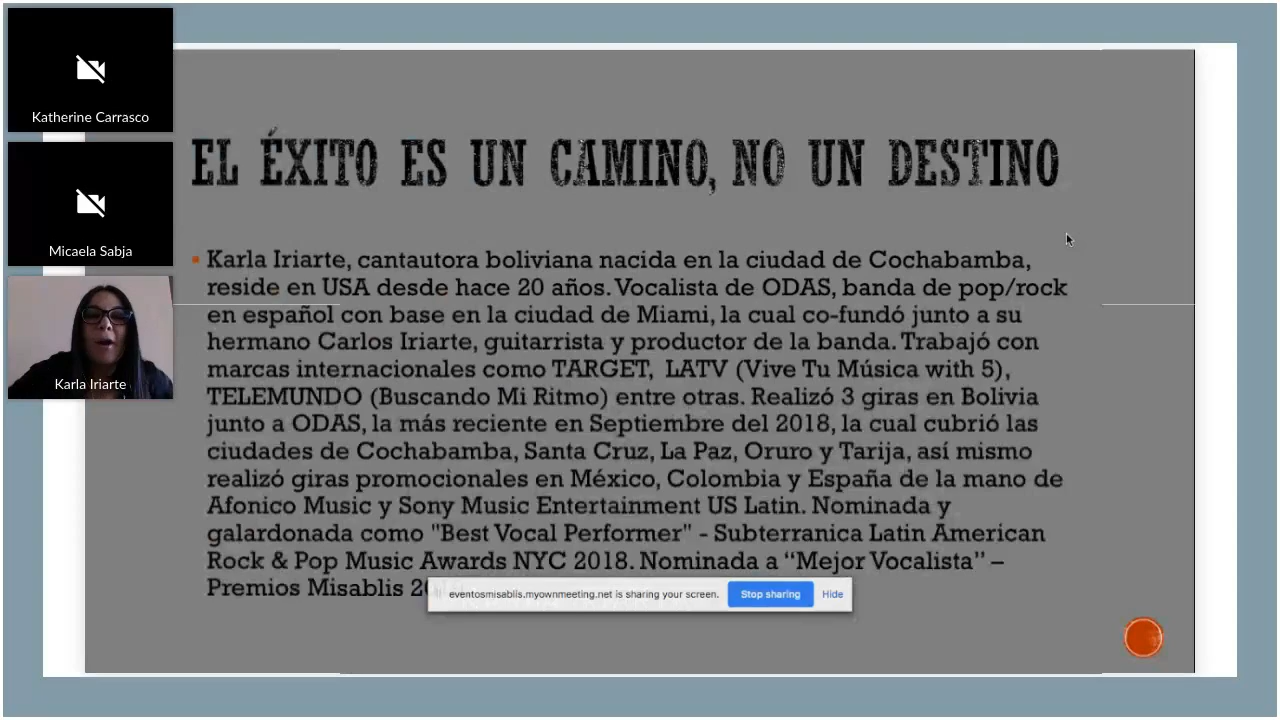 Katherine Carrasco
Micaela Sabja
Karla Iriarte
EL ÉXITO ES UN CAMINO, NO UN DESTINO
Karla Iriarte, cantautora boliviana nacida en la ciudad de Cochabamba,
reside en USA desde hace 20 años. Vocalista de ODAS, banda de pop/rock
en español con base en la ciudad de Miami, la cual co-fundó junto a su
hermano Carlos Iriarte, guitarrista y productor de la banda. Trabajó con
marcas internacionales como TARGET, LATV (Vive Tu Música with 5),
TELEMUNDO (Buscando Mi Ritmo) entre otras. Realizó 3 giras en Bolivia
junto a ODAS, la más reciente en Septiembre del 2018, la cual cubrió las
ciudades de Cochabamba, Santa Cruz, La Paz, Oruro y Tarija, así mismo
realizó giras promocionales en México, Colombia y España de la mano de
Afonico Music y Sony Music Entertainment US Latin. Nominada y
galardonada como "Best Vocal Performer" - Subterranica Latin American
Rock & Pop Music Awards NYC 2018. Nominada a “Mejor Vocalista” –
Premios Misablis
eventosmisablis.myownmeeting.net is sharing your screen. Stop sharing Hide